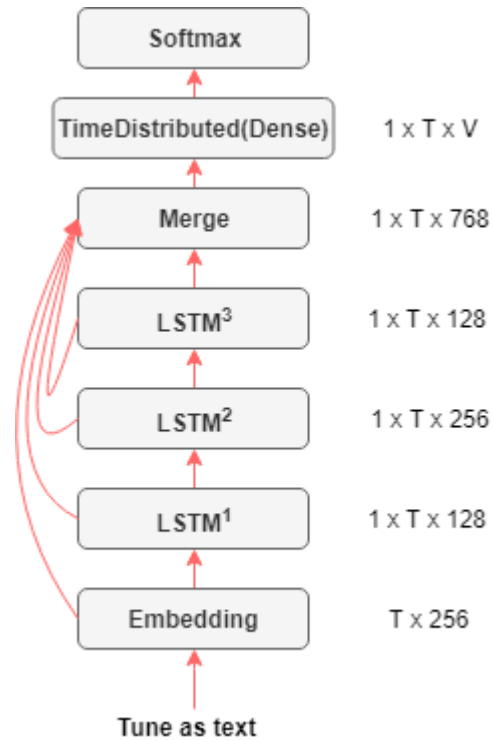 Softmax
TimeDistributed(Dense) 1 x T x V
Merge 1 x T x 768
LSTM³ 1 x T x 128
LSTM² 1 x T x 256
LSTM¹ 1 x T x 128
Embedding T x 256
Tune as text